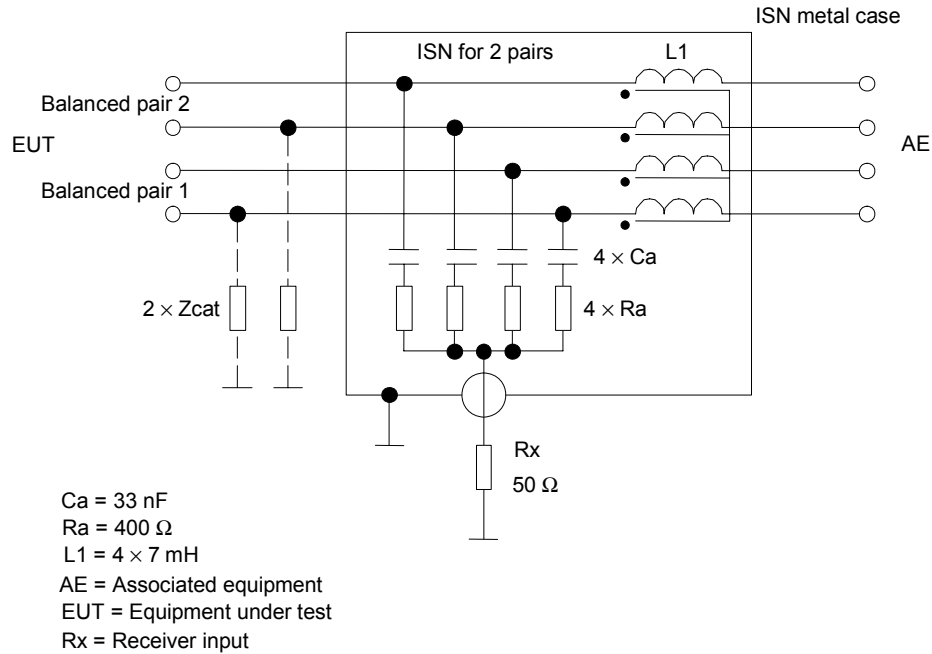 ISN metal case
ISN for 2 pairs
L1
Balanced pair 2
EUT
AE
Balanced pair 1
4 × Ca
2 × Zcat
4 × Ra
Rx
50 Ω
Ca = 33 nF
Ra = 400 Ω
L1 = 4 × 7 mH
AE = Associated equipment
EUT = Equipment under test
Rx = Receiver input